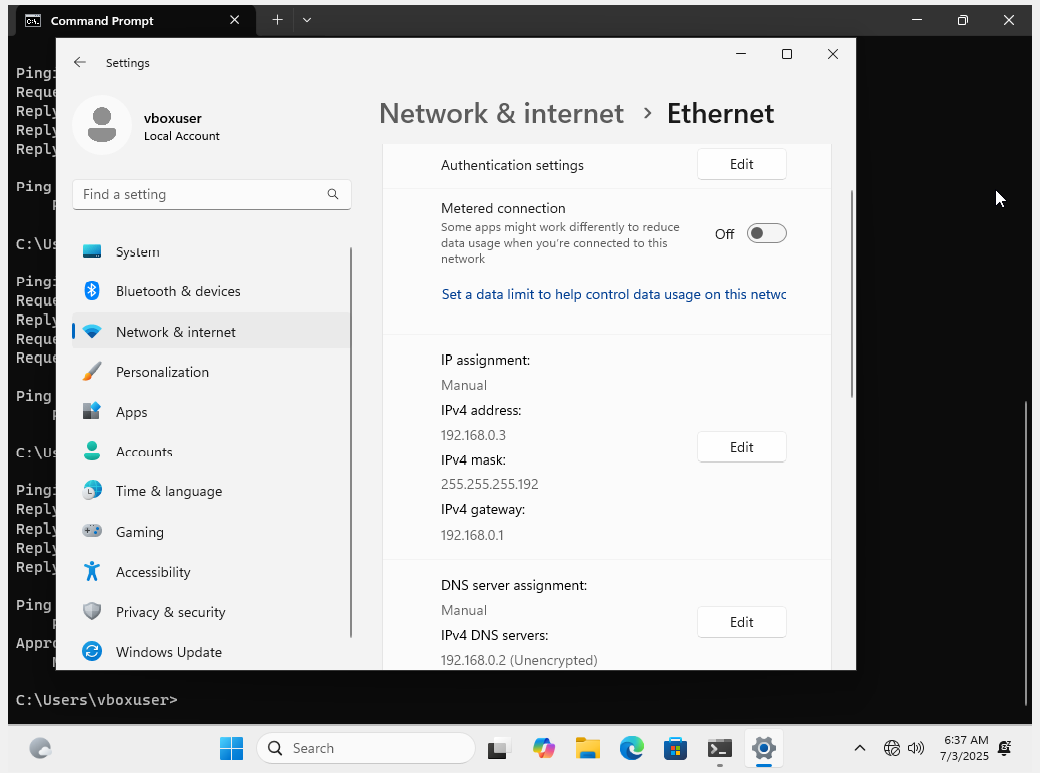 Command Prompt
Settings
vboxuser
Local Account
Find a setting
System
Bluetooth & devices
Network & internet
Personalization
Apps
Accounts
Time & language
Gaming
Accessibility
Privacy & security
Windows Update
Network & internet > Ethernet
Authentication settings
Edit
Metered connection
Some apps might work differently to reduce
data usage when you're connected to this
network
Off
Set a data limit to help control data usage on this netwc
IP assignment:
Manual
IPv4 address:
192.168.0.3
Edit
IPv4 mask:
255.255.255.192
IPv4 gateway:
192.168.0.1
DNS server assignment:
Manual
Edit
IPv4 DNS servers:
192.168.0.2 (Unencrypted)
Ping
Reque
Reply
Reply
Reply
Ping
C:\Us
Ping
Reque
Reply
Reque
Reque
Ping
C:\Us
Ping
Reply
Reply
Reply
Reply
Ping
Appro
C:\Users\vboxuser>
Search
6:37 AM
7/3/2025